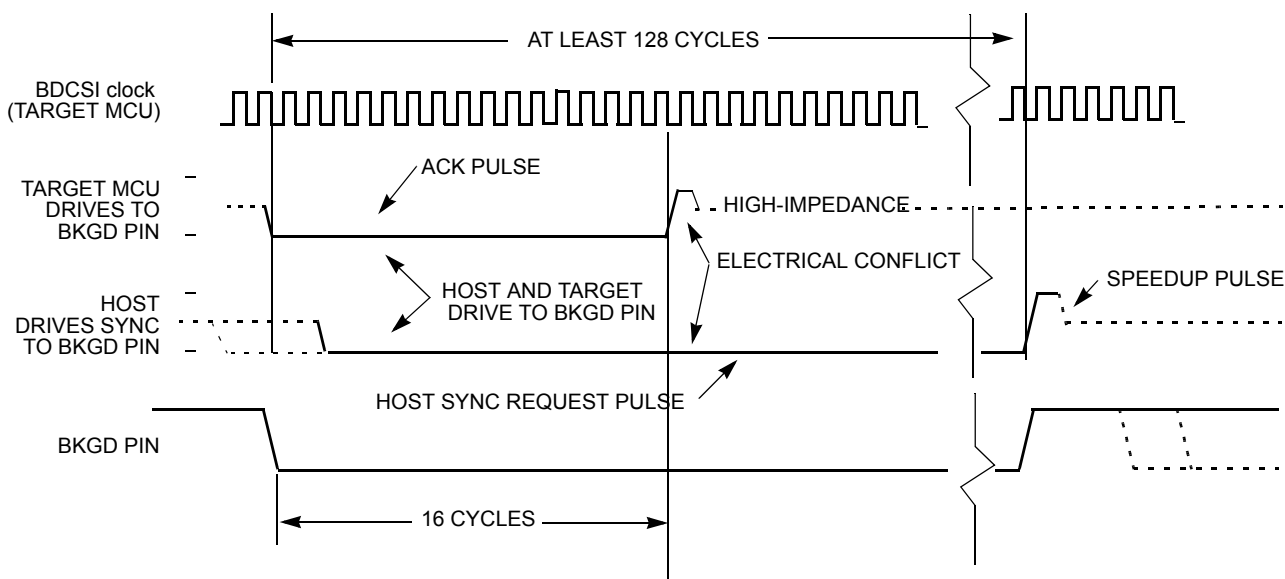 AT LEAST 128 CYCLES
BDCSI clock
(TARGET MCU)
ACK PULSE
TARGET MCU
DRIVES TO
BKGD PIN
HIGH-IMPEDANCE
ELECTRICAL CONFLICT
SPEEDUP PULSE
HOST AND TARGET
DRIVE TO BKGD PIN
HOST
DRIVES SYNC
TO BKGD PIN
HOST SYNC REQUEST PULSE
BKGD PIN
16 CYCLES